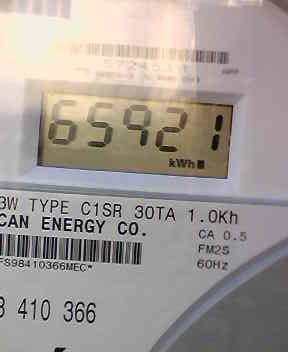 65921
kWh
3W TYPE C1SR 30TA 1.0Kh
CAN ENERGY CO.
CA 0.5
FM2S
60Hz
FS98410366MEC*
3 410 366